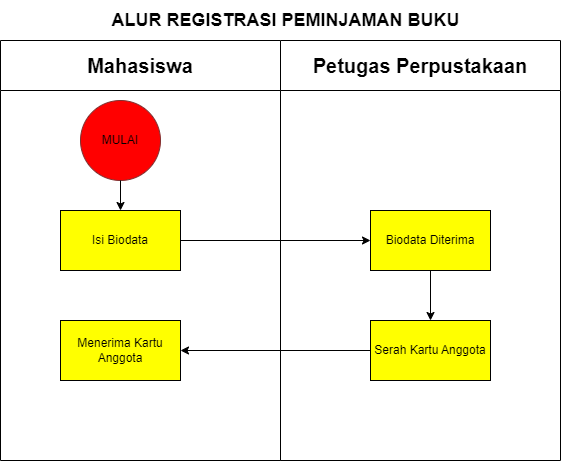 ALUR REGISTRASI PEMINJAMAN BUKU
Mahasiswa
Petugas Perpustakaan
MULAI
Isi Biodata
Biodata Diterima
Menerima Kartu
Anggota
Serah Kartu Anggota